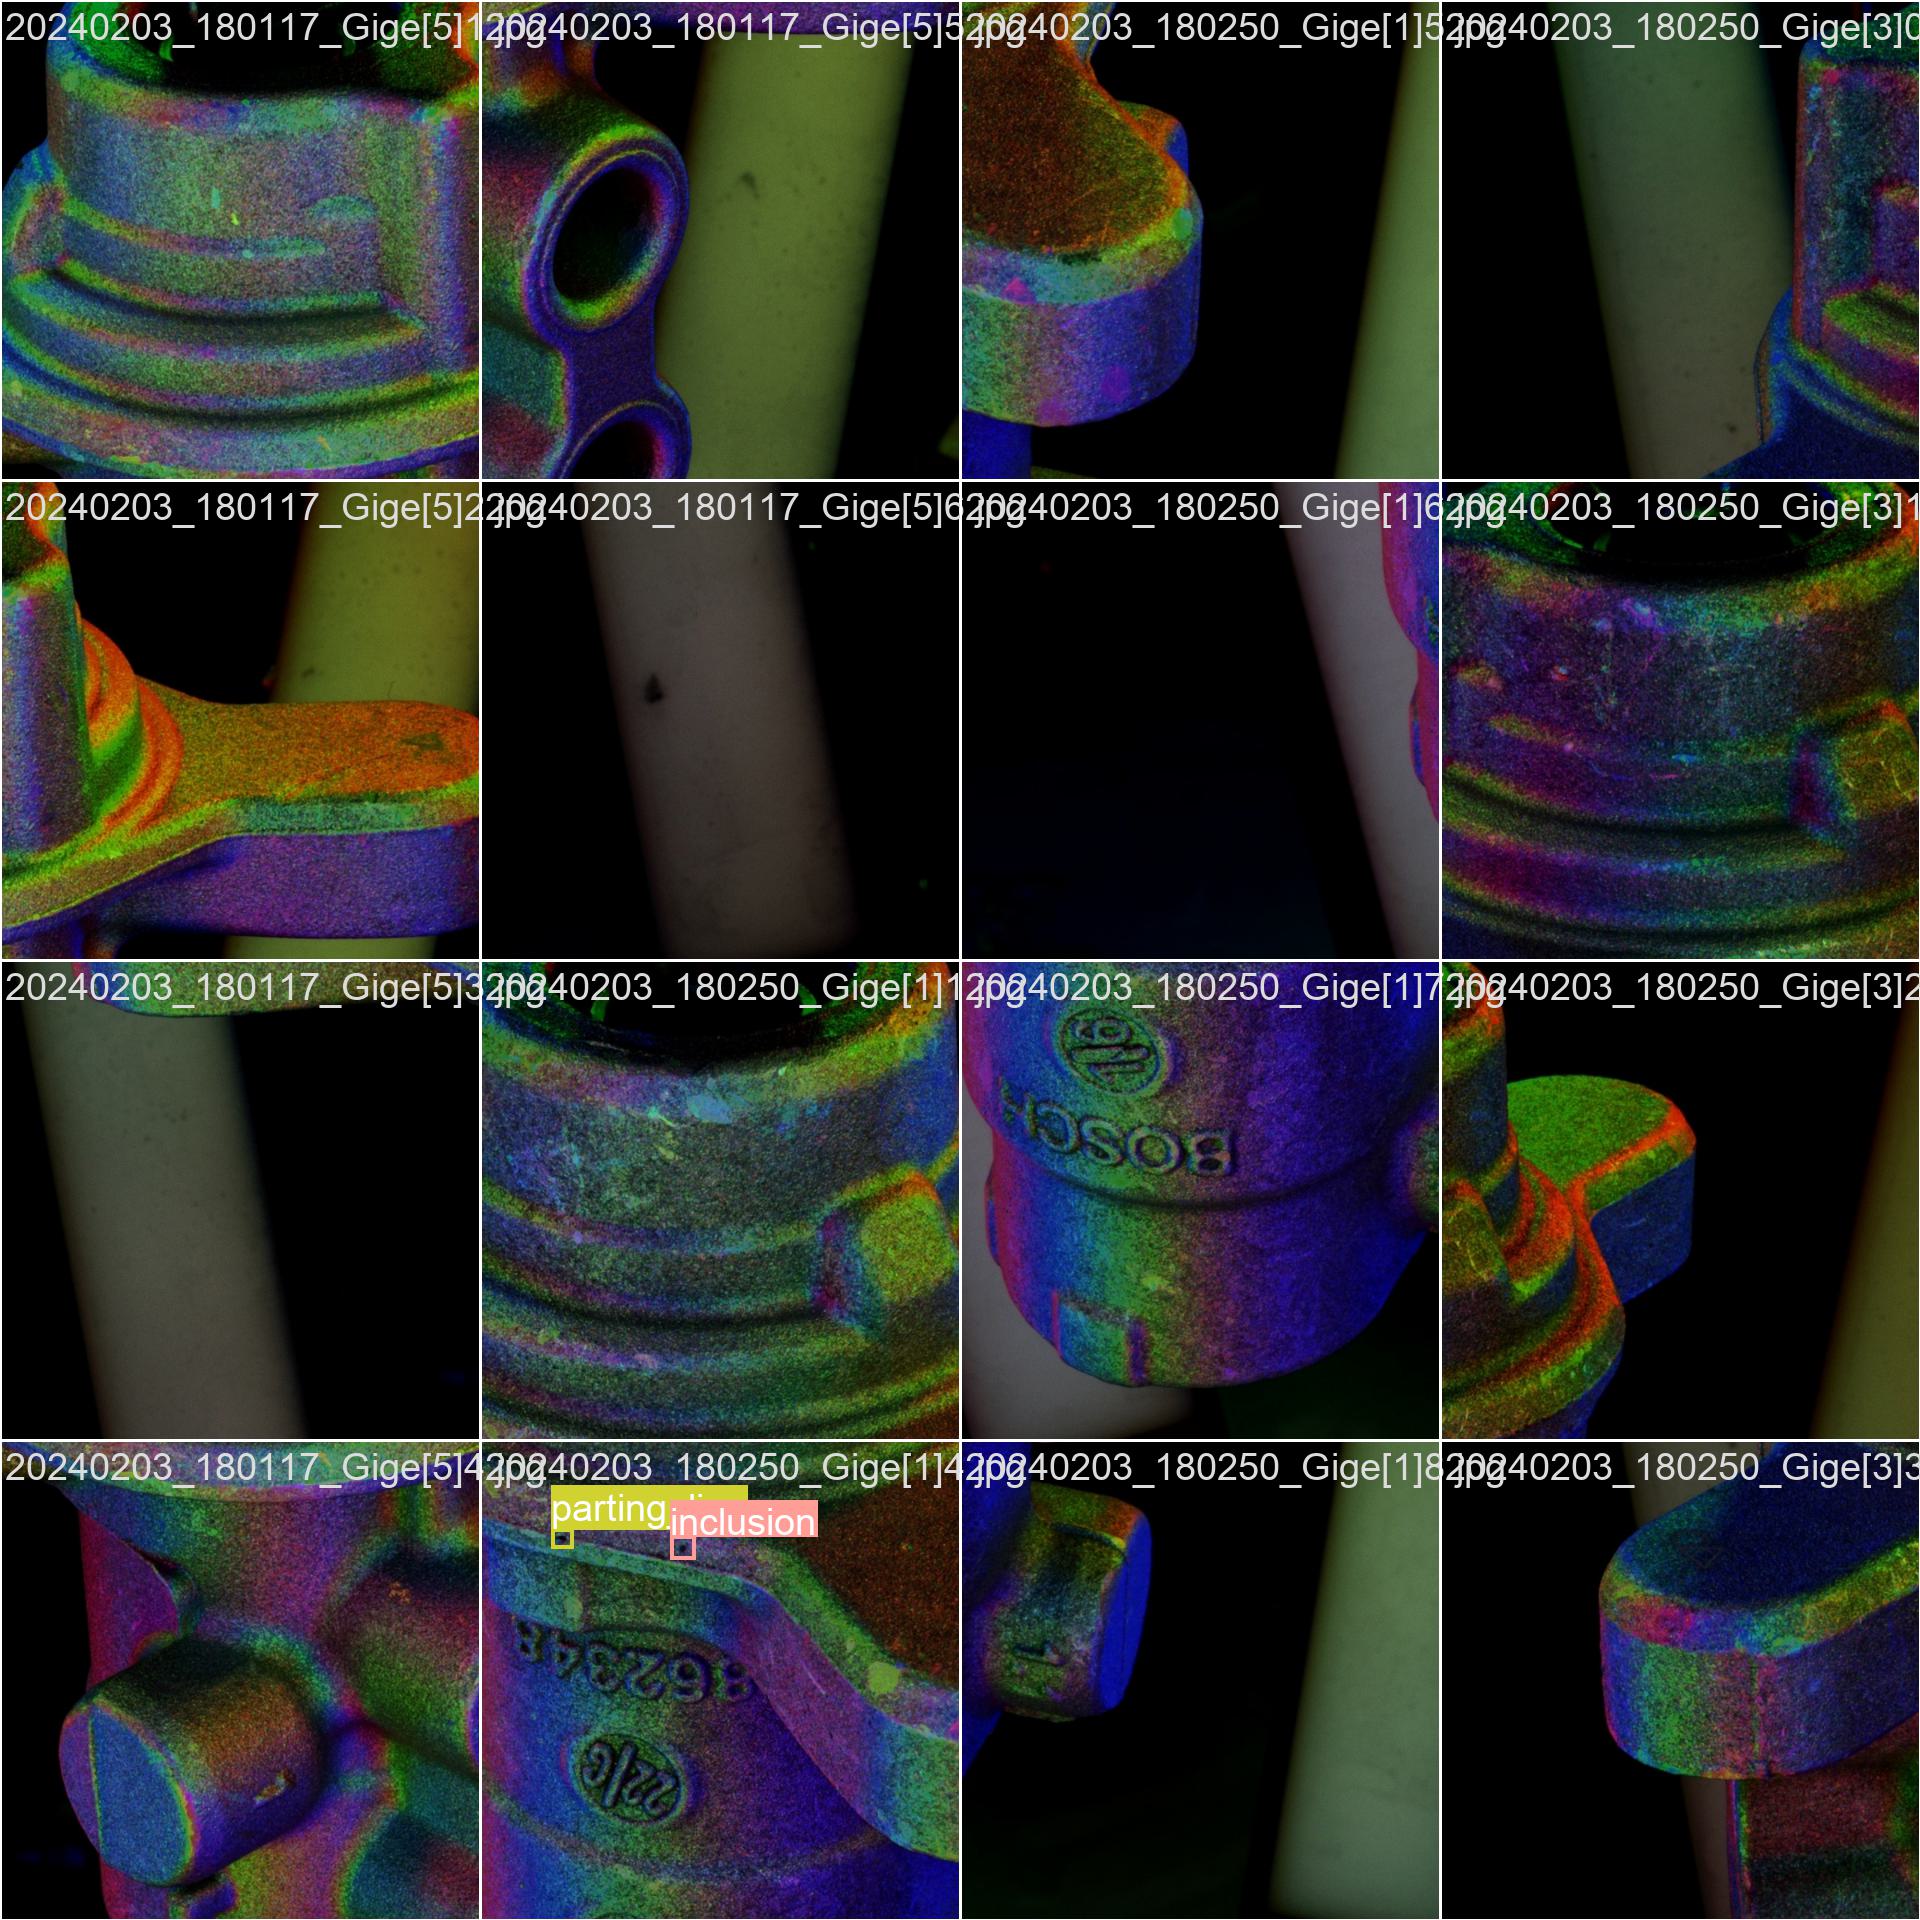 20240203_180117_Gige[5]1.jpg
20240203_180117_Gige[5]5.jpg
20240203_180250_Gige[1]5.jpg
20240203_180250_Gige[3]0
20240203_180117_Gige[5]2.jpg
20240203_180117_Gige[5]6.jpg
20240203_180250_Gige[1]6.jpg
20240203_180250_Gige[3]1
20240203_180117_Gige[5]3.jpg
20240203_180250_Gige[1]1.jpg
20240203_180250_Gige[1]7.jpg
20240203_180250_Gige[3]2
BOSCH
20240203_180117_Gige[5]4.jpg
20240203_180250_Gige[1]4.jpg
20240203_180250_Gige[1]8.jpg
20240203_180250_Gige[3]3
parting
inclusion